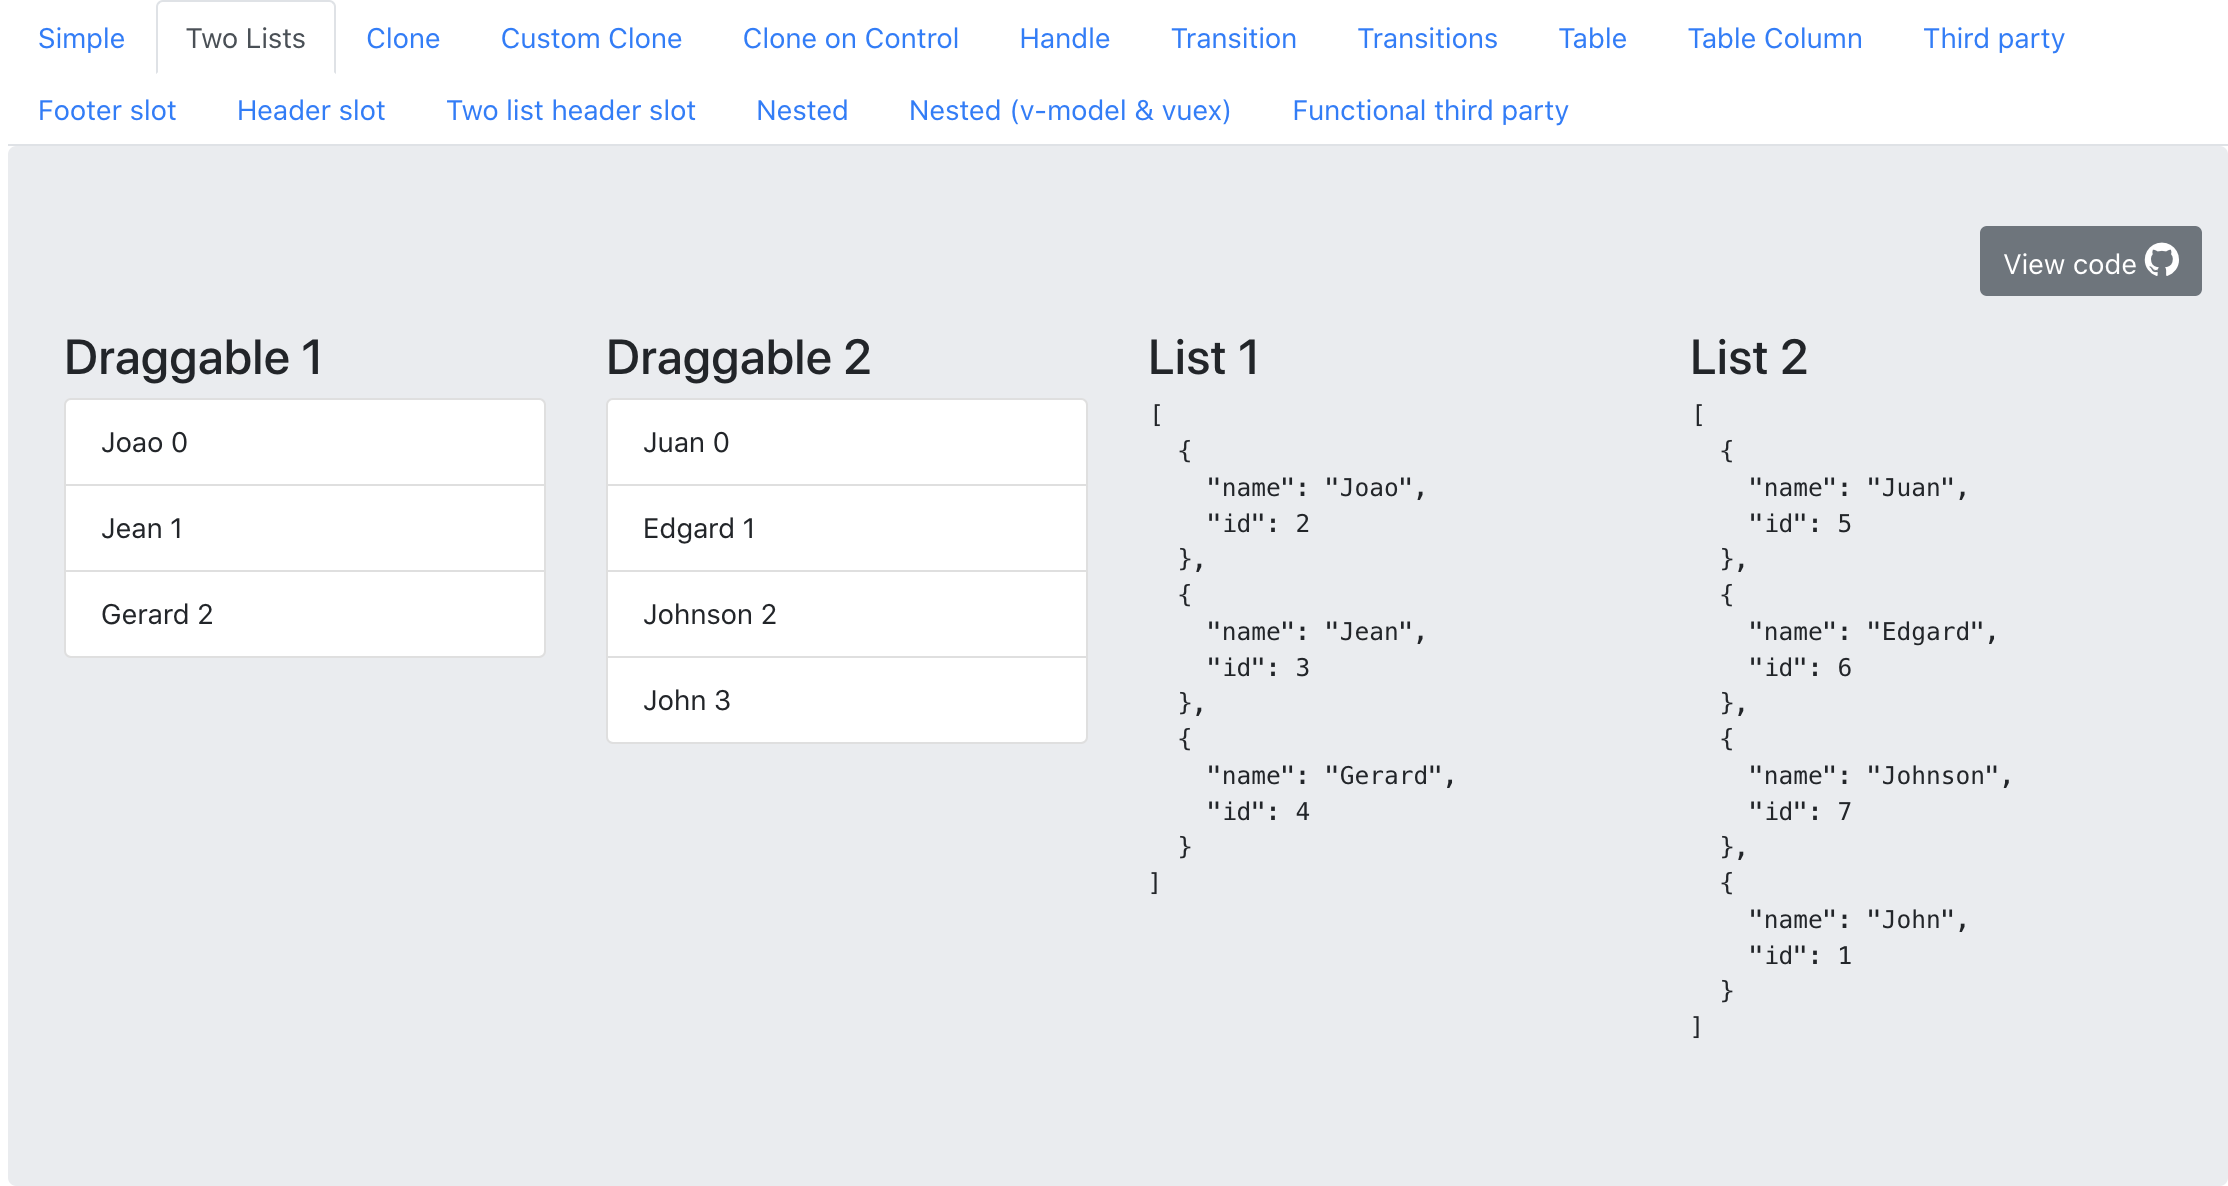 Simple Two Lists Clone Custom Clone Clone on Control Handle Transition Transitions Table Table Column Third party
Footer slot Header slot Two list header slot Nested Nested (v-model & vuex) Functional third party
View code
Draggable 1
Joao 0
Jean 1
Gerard 2
Draggable 2
Juan 0
Edgard 1
Johnson 2
John 3
List 1
[
  {
    "name": "Joao",
    "id": 2
  },
  {
    "name": "Jean",
    "id": 3
  },
  {
    "name": "Gerard",
    "id": 4
  }
]
List 2
[
  {
    "name": "Juan",
    "id": 5
  },
  {
    "name": "Edgard",
    "id": 6
  },
  {
    "name": "Johnson",
    "id": 7
  },
  {
    "name": "John",
    "id": 1
  }
]